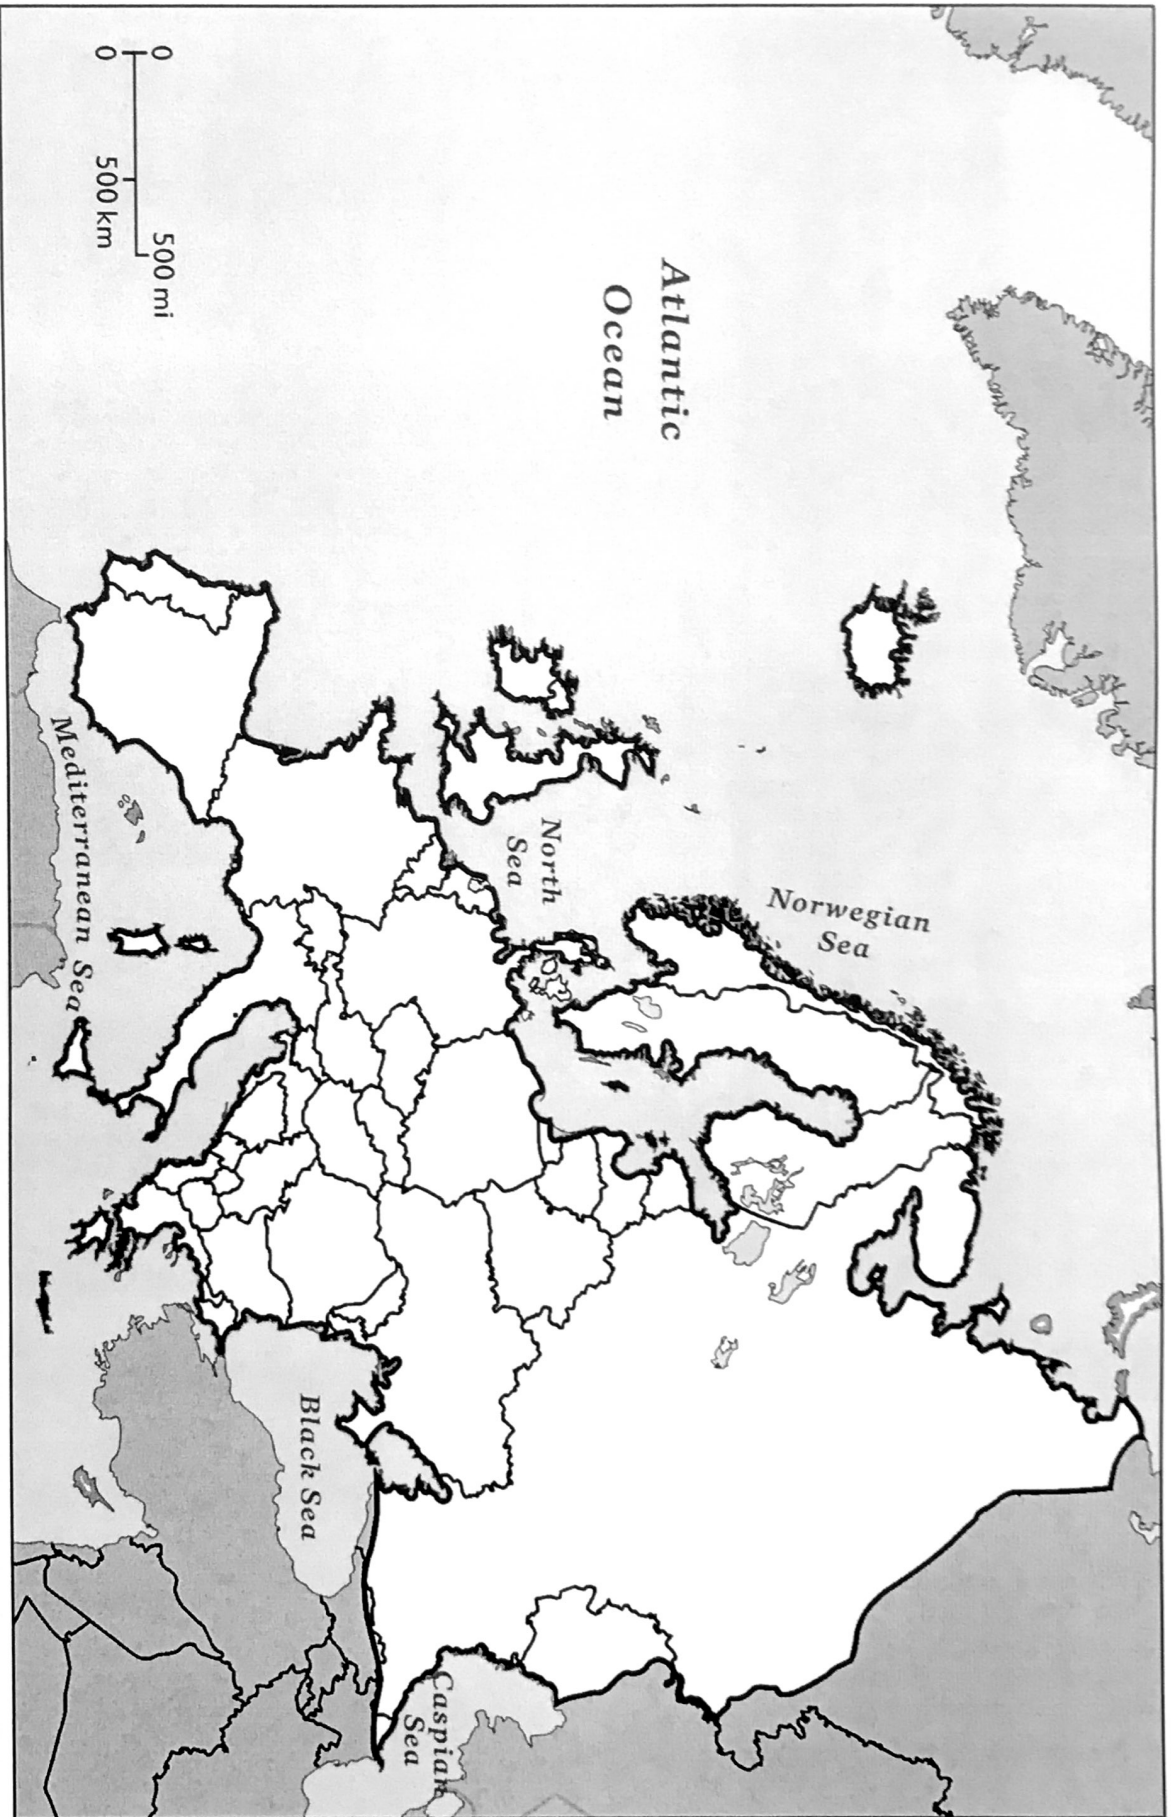 Atlantic
Ocean
Norwegian
Sea
North
Sea
Mediterranean Sea
Black Sea
Caspian
Sea
0
500 mi
0
500 km